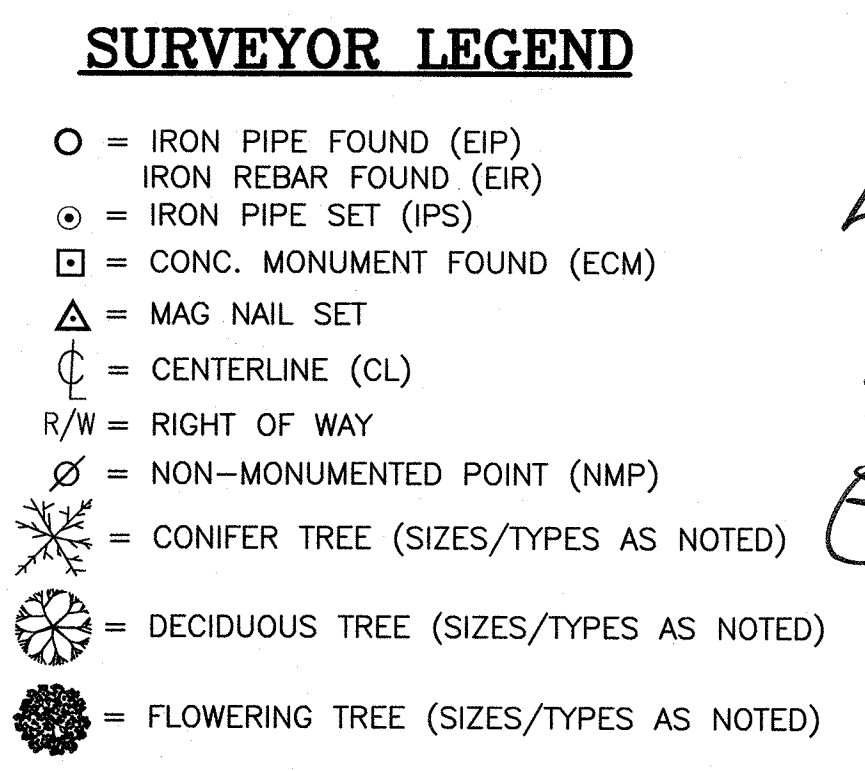 SURVEYOR LEGEND
= IRON PIPE FOUND (EIP)
IRON REBAR FOUND (EIR)
= IRON PIPE SET (IPS)
= CONC. MONUMENT FOUND (ECM)
= MAG NAIL SET
℄ = CENTERLINE (CL)
R/W = RIGHT OF WAY
= NON-MONUMENTED POINT (NMP)
= CONIFER TREE (SIZES/TYPES AS NOTED)
= DECIDUOUS TREE (SIZES/TYPES AS NOTED)
= FLOWERING TREE (SIZES/TYPES AS NOTED)